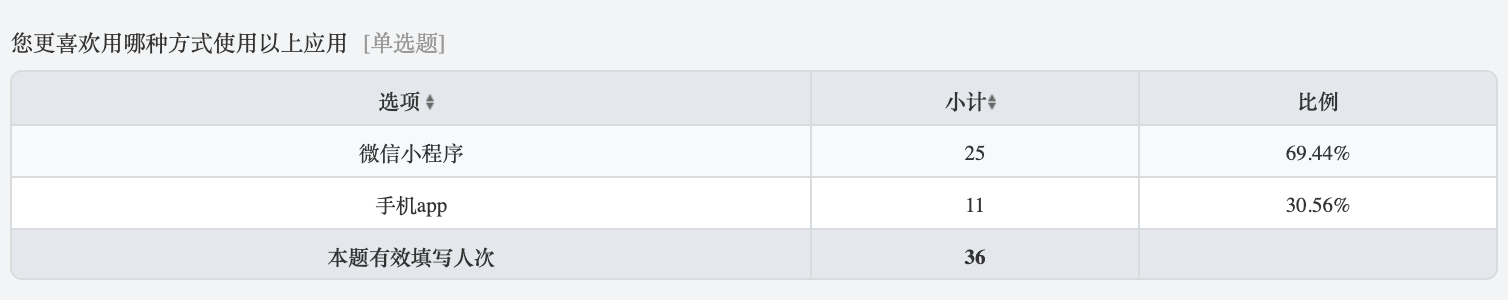 您更喜欢用哪种方式使用以上应用 [单选题]
选项 小计 比例
微信小程序 25 69.44%
手机app 11 30.56%
本题有效填写人次 36